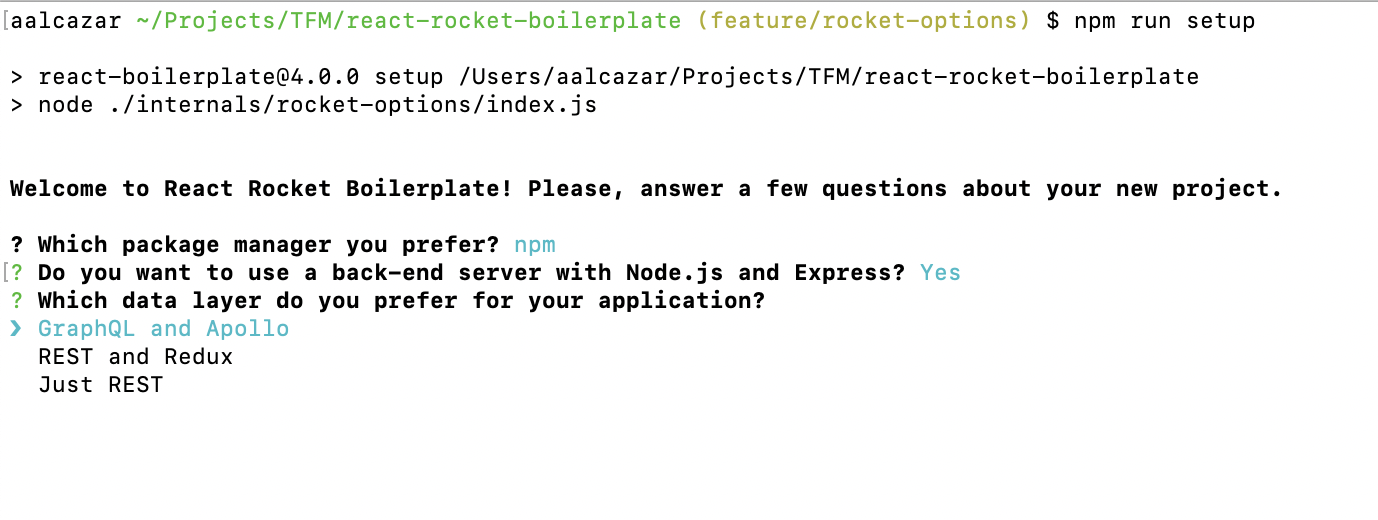 [aalcazar ~/Projects/TFM/react-rocket-boilerplate (feature/rocket-options) $ npm run setup
> react-boilerplate@4.0.0 setup /Users/aalcazar/Projects/TFM/react-rocket-boilerplate
> node ./internals/rocket-options/index.js
Welcome to React Rocket Boilerplate! Please, answer a few questions about your new project.
? Which package manager you prefer? npm
[? Do you want to use a back-end server with Node.js and Express? Yes
? Which data layer do you prefer for your application?
❯ GraphQL and Apollo
REST and Redux
Just REST